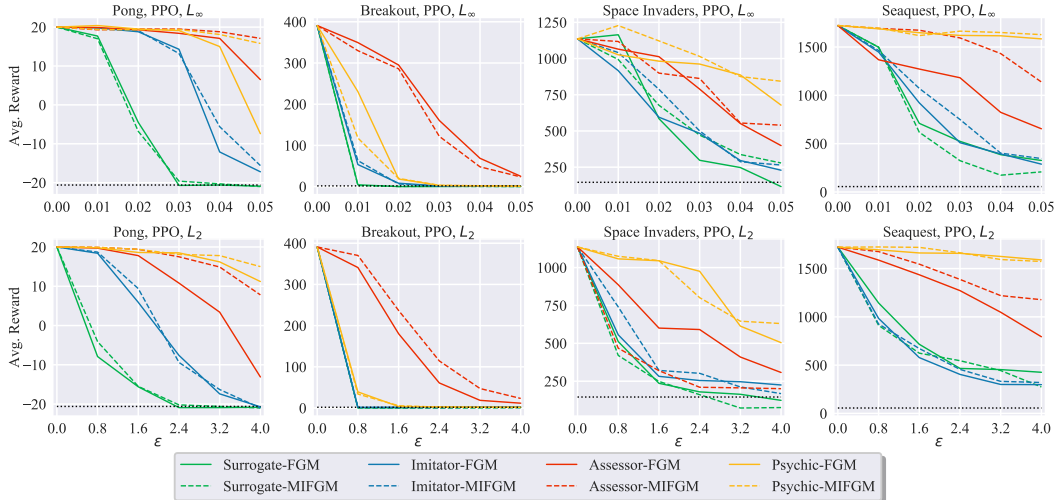 Pong, PPO, L∞
Breakout, PPO, L∞
Space Invaders, PPO, L∞
Seaquest, PPO, L∞
Avg. Reward
20
10
0
−10
−20
0.00 0.01 0.02 0.03 0.04 0.05
400
300
200
100
0
0.00 0.01 0.02 0.03 0.04 0.05
1250
1000
750
500
250
0.00 0.01 0.02 0.03 0.04 0.05
1500
1000
500
0
0.00 0.01 0.02 0.03 0.04 0.05
Pong, PPO, L2
Breakout, PPO, L2
Space Invaders, PPO, L2
Seaquest, PPO, L2
Avg. Reward
20
10
0
−10
−20
0.0 0.8 1.6 2.4 3.2 4.0
ε
400
300
200
100
0
0.0 0.8 1.6 2.4 3.2 4.0
ε
1000
750
500
250
0.0 0.8 1.6 2.4 3.2 4.0
ε
1500
1000
500
0
0.0 0.8 1.6 2.4 3.2 4.0
ε
Surrogate-FGM Imitator-FGM Assessor-FGM Psychic-FGM
Surrogate-MIFGM Imitator-MIFGM Assessor-MIFGM Psychic-MIFGM